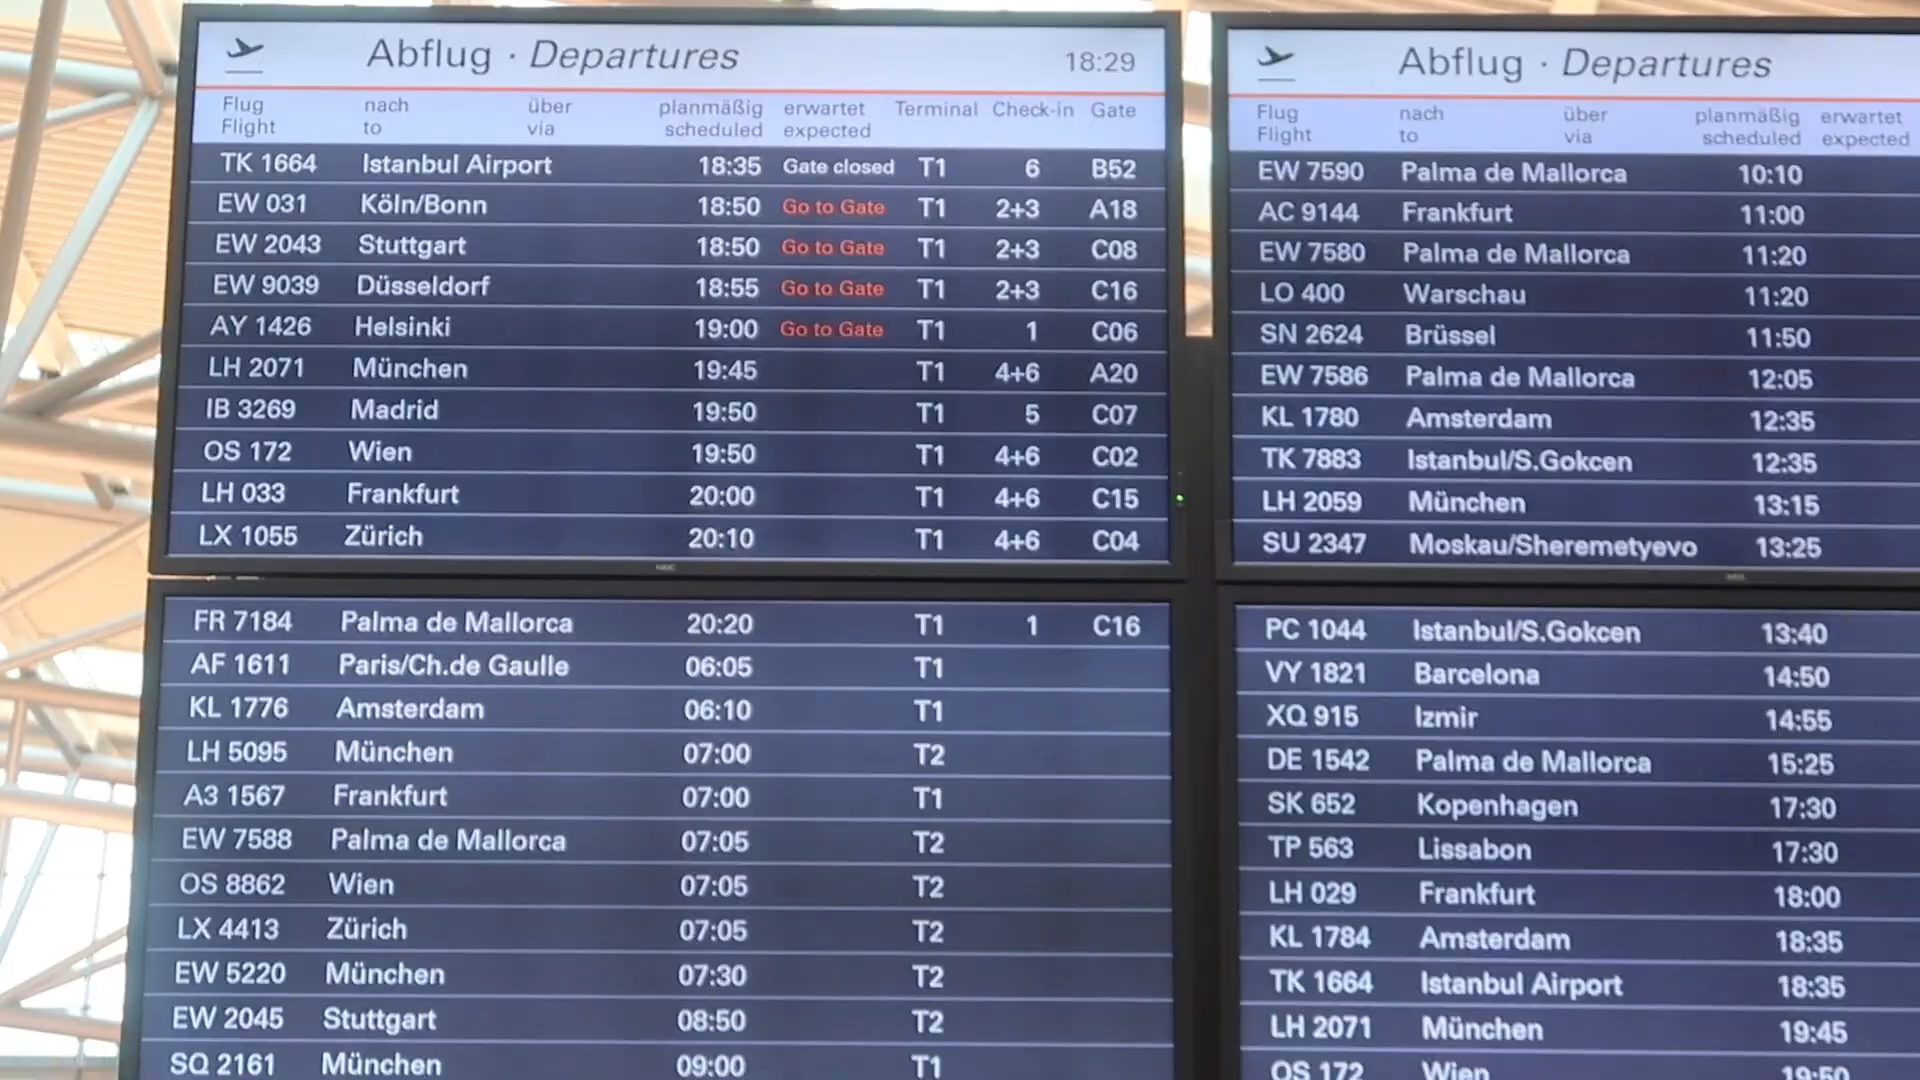 Abflug · Departures 18:29
Flug nach über planmäßig erwartet Terminal Check-in Gate
Flight to via scheduled expected
TK 1664 Istanbul Airport 18:35 Gate closed T1 6 B52
EW 031 Köln/Bonn 18:50 Go to Gate T1 2+3 A18
EW 2043 Stuttgart 18:50 Go to Gate T1 2+3 C08
EW 9039 Düsseldorf 18:55 Go to Gate T1 2+3 C16
AY 1426 Helsinki 19:00 Go to Gate T1 1 C06
LH 2071 München 19:45 T1 4+6 A20
IB 3269 Madrid 19:50 T1 5 C07
OS 172 Wien 19:50 T1 4+6 C02
LH 033 Frankfurt 20:00 T1 4+6 C15
LX 1055 Zürich 20:10 T1 4+6 C04
NEC
FR 7184 Palma de Mallorca 20:20 T1 1 C16
AF 1611 Paris/Ch.de Gaulle 06:05 T1
KL 1776 Amsterdam 06:10 T1
LH 5095 München 07:00 T2
A3 1567 Frankfurt 07:00 T1
EW 7588 Palma de Mallorca 07:05 T2
OS 8862 Wien 07:05 T2
LX 4413 Zürich 07:05 T2
EW 5220 München 07:30 T2
EW 2045 Stuttgart 08:50 T2
SQ 2161 München 09:00 T1
Abflug · Departures
Flug nach über planmäßig erwartet
Flight to via scheduled expected
EW 7590 Palma de Mallorca 10:10
AC 9144 Frankfurt 11:00
EW 7580 Palma de Mallorca 11:20
LO 400 Warschau 11:20
SN 2624 Brüssel 11:50
EW 7586 Palma de Mallorca 12:05
KL 1780 Amsterdam 12:35
TK 7883 Istanbul/S.Gokcen 12:35
LH 2059 München 13:15
SU 2347 Moskau/Sheremetyevo 13:25
NEC
PC 1044 Istanbul/S.Gokcen 13:40
VY 1821 Barcelona 14:50
XQ 915 Izmir 14:55
DE 1542 Palma de Mallorca 15:25
SK 652 Kopenhagen 17:30
TP 563 Lissabon 17:30
LH 029 Frankfurt 18:00
KL 1784 Amsterdam 18:35
TK 1664 Istanbul Airport 18:35
LH 2071 München 19:45
OS 172 Wien 19:50